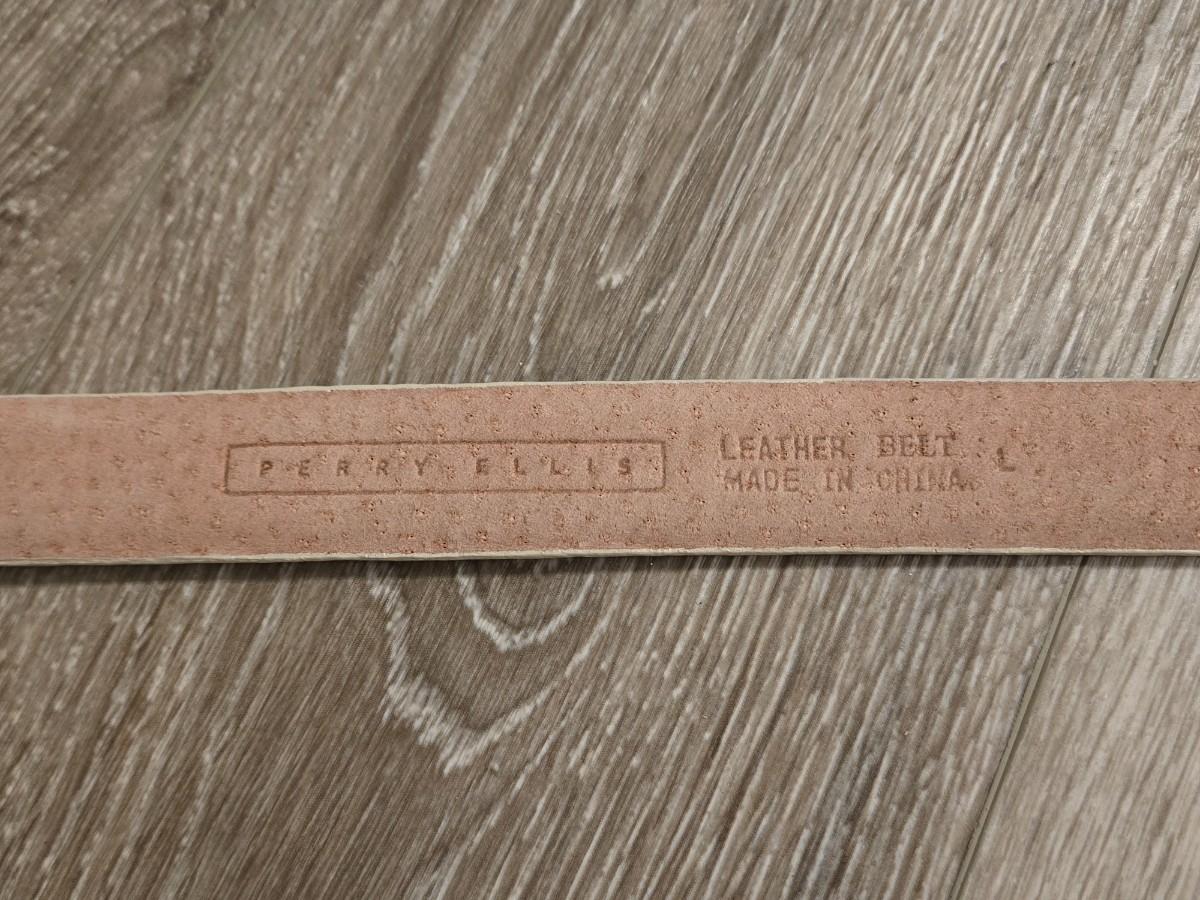 PERRY ELLIS
LEATHER BELT L
MADE IN CHINA